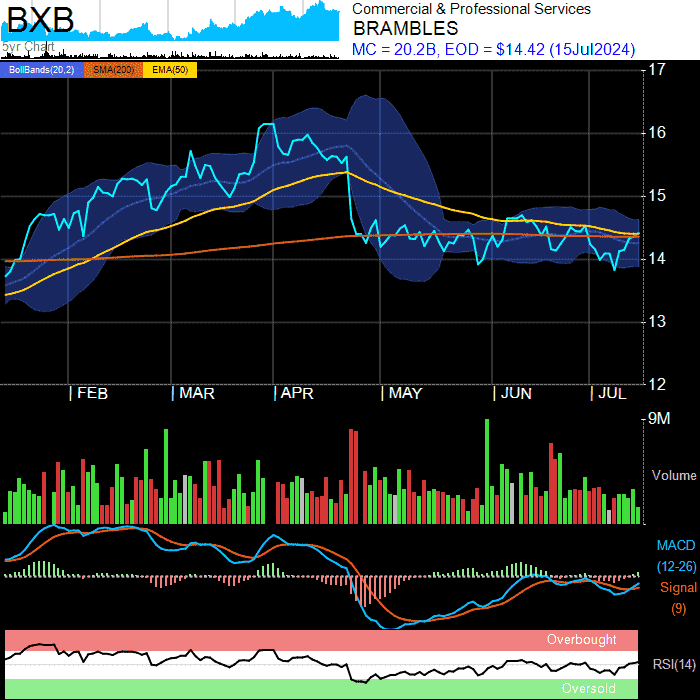 BXB
5yr Chart
Commercial & Professional Services
BRAMBLES
MC = 20.2B, EOD = $14.42 (15Jul2024)
BollBands(20,2) SMA(200) EMA(50)
17
16
15
14
13
12
| FEB | MAR | APR | MAY | JUN | JUL
9M
Volume
MACD
(12-26)
Signal
(9)
Overbought
RSI(14)
Oversold